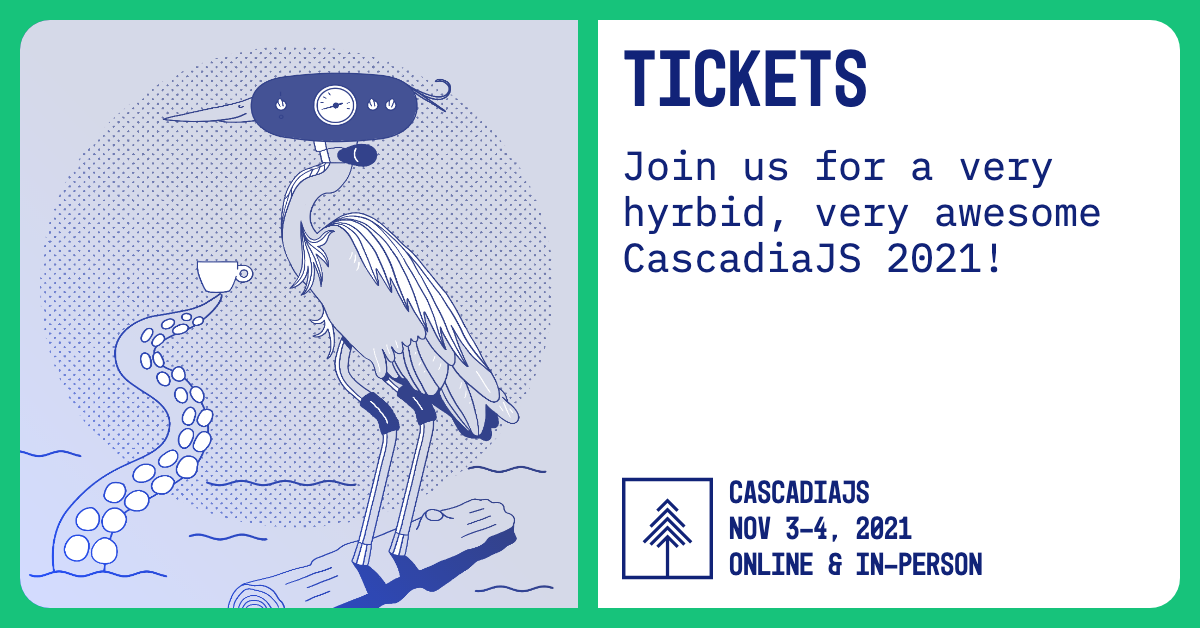 TICKETS
Join us for a very
hyrbid, very awesome
CascadiaJS 2021!
CASCADIAJS
NOV 3-4, 2021
ONLINE & IN-PERSON